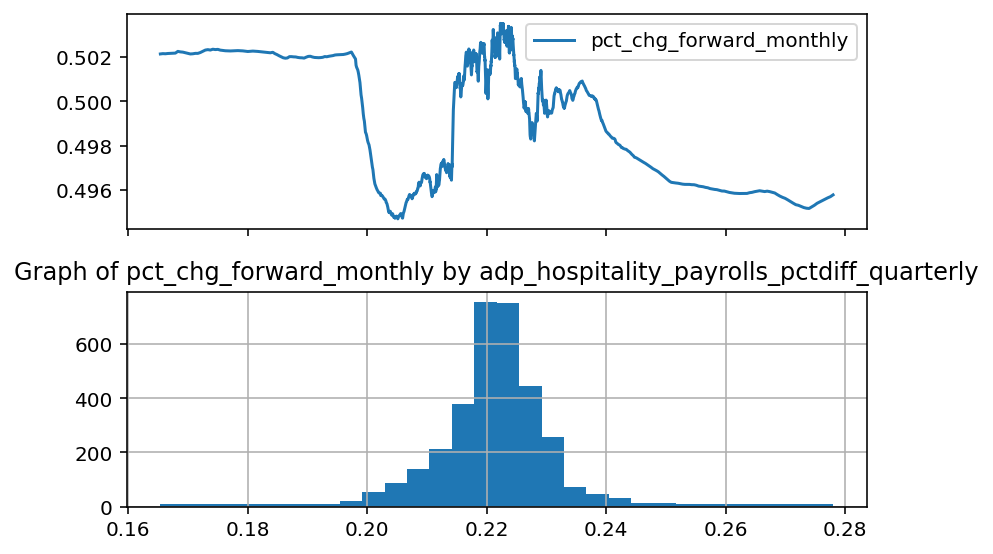 0.502
0.500
0.498
0.496
pct_chg_forward_monthly
Graph of pct_chg_forward_monthly by adp_hospitality_payrolls_pctdiff_quarterly
600
400
200
0
0.16 0.18 0.20 0.22 0.24 0.26 0.28